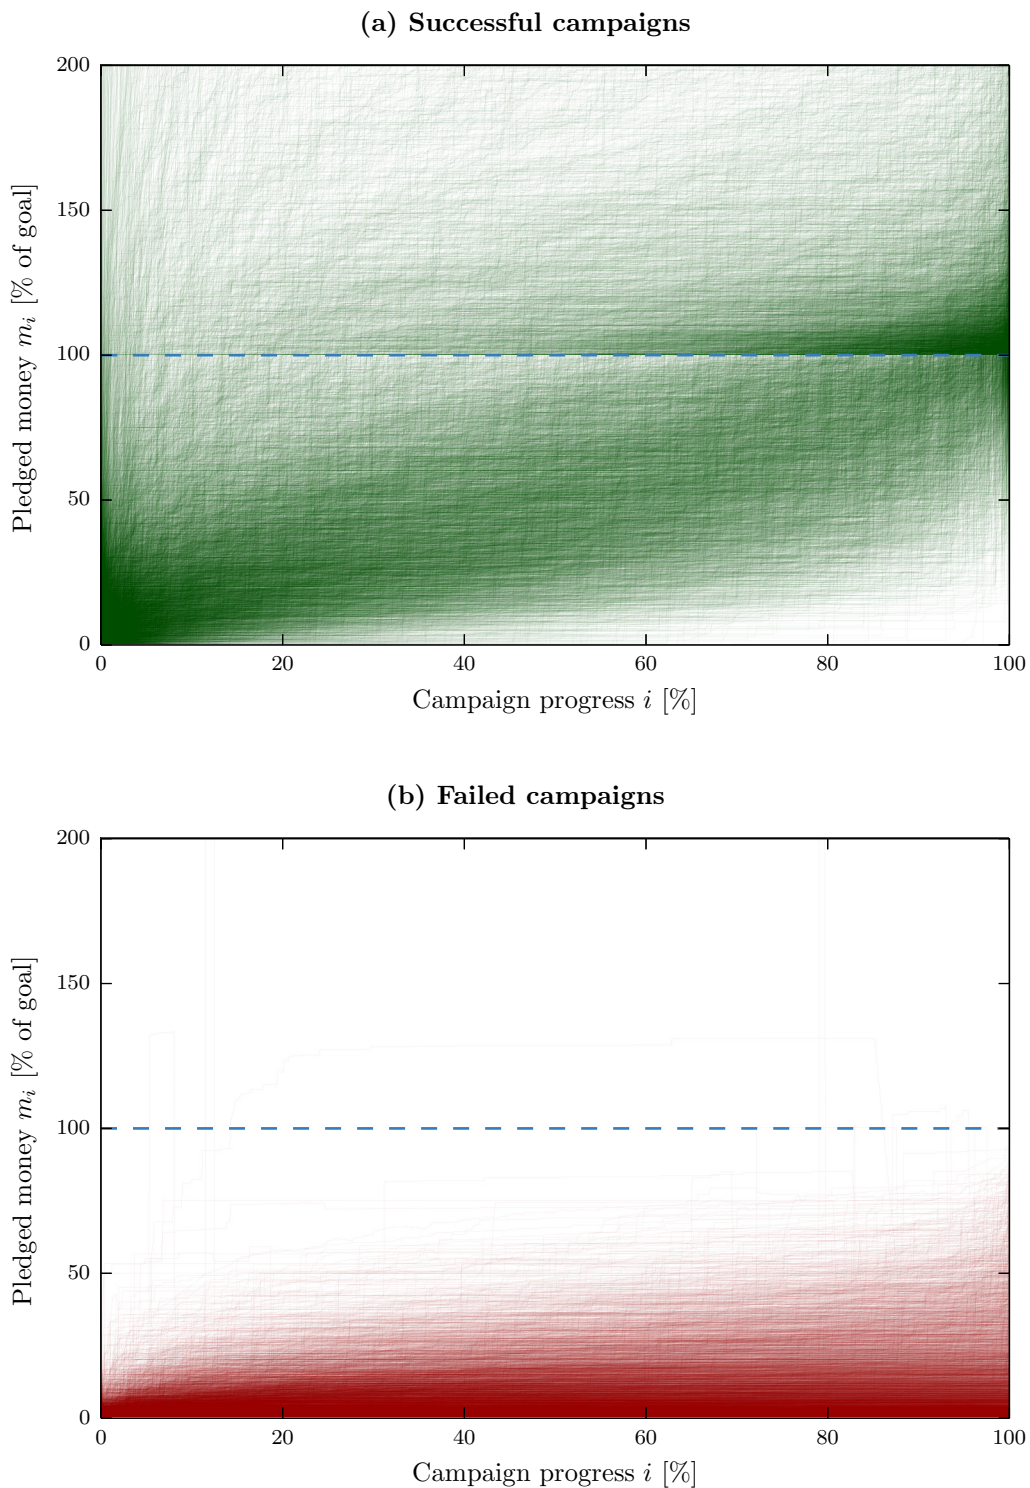 (a) Successful campaigns
200
150
100
50
0
Pledged money m_i [% of goal]
0 20 40 60 80 100
Campaign progress i [%]
(b) Failed campaigns
200
150
100
50
0
Pledged money m_i [% of goal]
0 20 40 60 80 100
Campaign progress i [%]